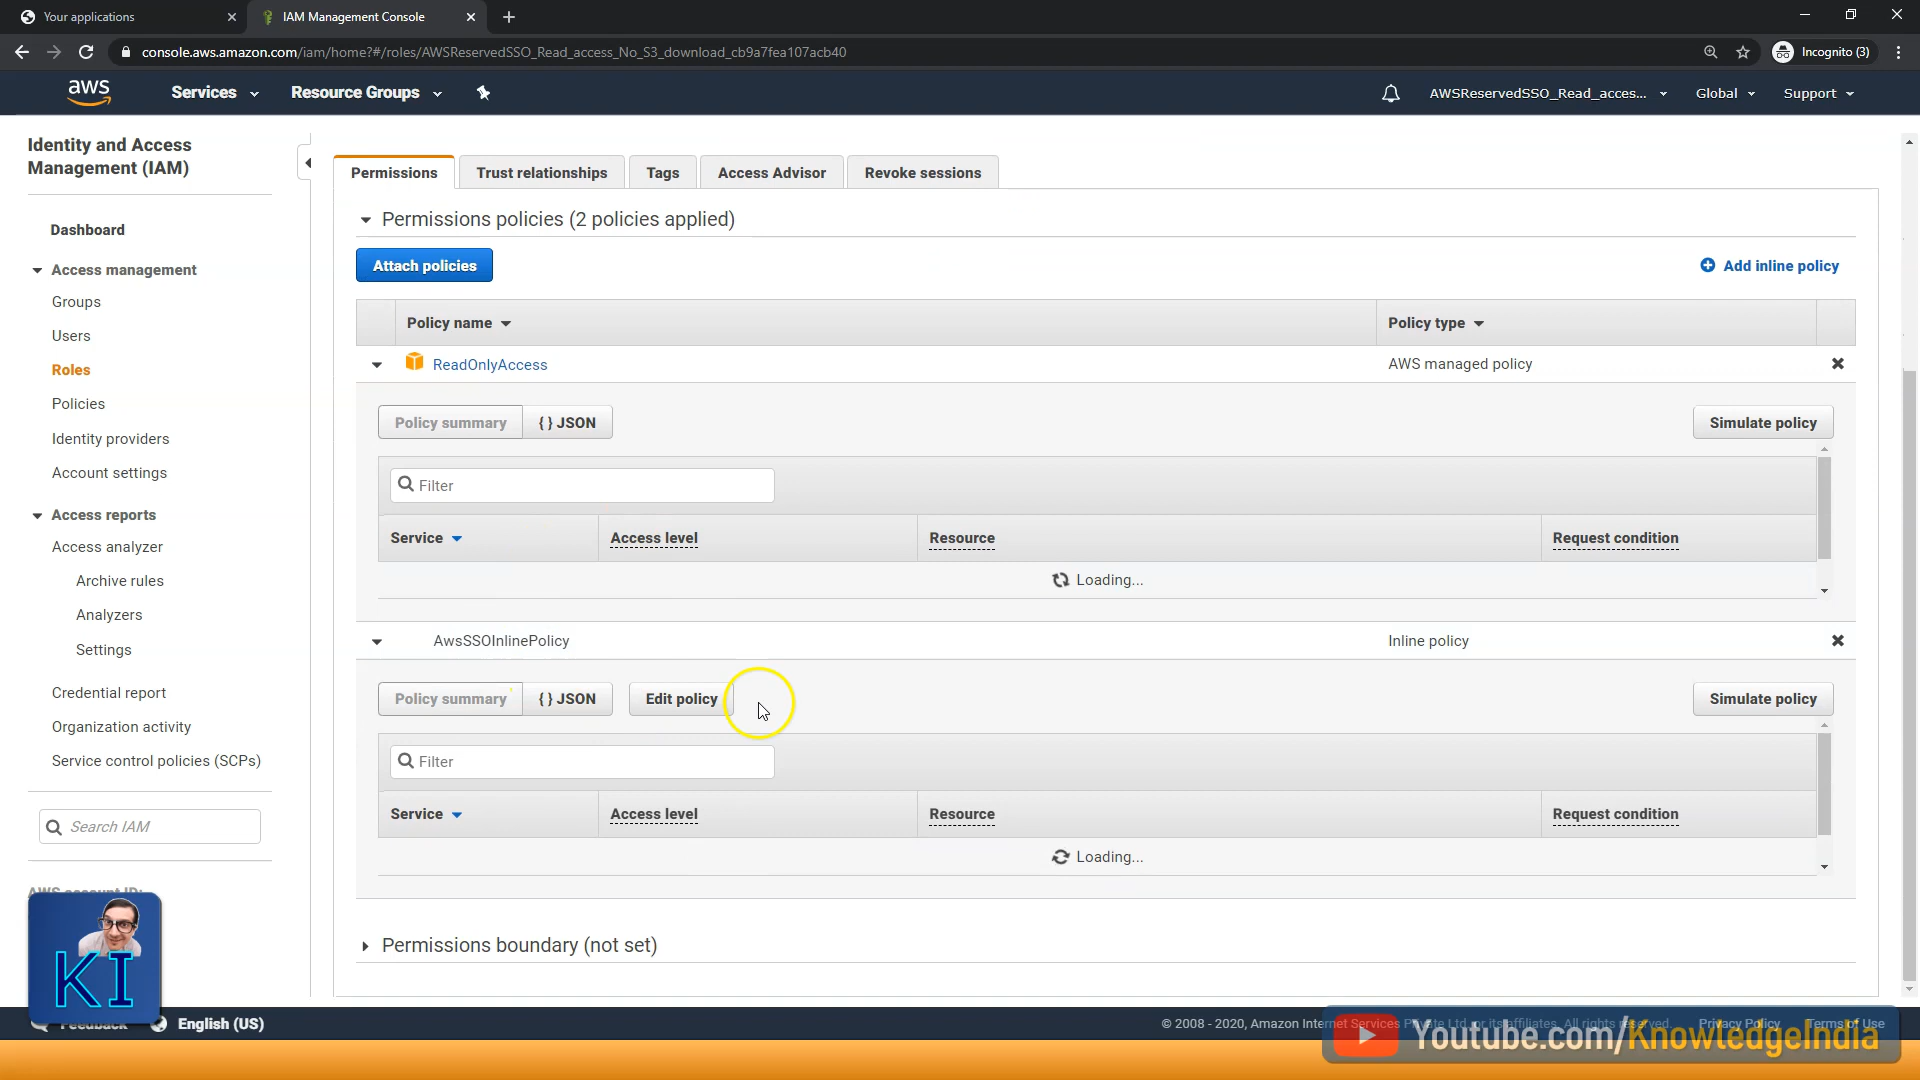 Your applications
IAM Management Console
console.aws.amazon.com/iam/home?#/roles/AWSReservedSSO_Read_access_No_S3_download_cb9a7fea107acb40
Incognito (3)
aws
Services
Resource Groups
AWSReservedSSO_Read_acces...
Global
Support
Identity and Access
Management (IAM)
Dashboard
Access management
Groups
Users
Roles
Policies
Identity providers
Account settings
Access reports
Access analyzer
Archive rules
Analyzers
Settings
Credential report
Organization activity
Service control policies (SCPs)
Search IAM
AWS account ID:
KI
Permissions
Trust relationships
Tags
Access Advisor
Revoke sessions
Permissions policies (2 policies applied)
Attach policies
Add inline policy
Policy name
Policy type
ReadOnlyAccess
AWS managed policy
Policy summary
{ } JSON
Simulate policy
Filter
Service
Access level
Resource
Request condition
Loading...
AwsSSOInlinePolicy
Inline policy
Policy summary
{ } JSON
Edit policy
Simulate policy
Filter
Service
Access level
Resource
Request condition
Loading...
Permissions boundary (not set)
Feedback
English (US)
© 2008 - 2020, Amazon Internet Services Private Ltd. or its affiliates. All rights reserved.
Privacy Policy
Terms of Use
Youtube.com/KnowledgeIndia